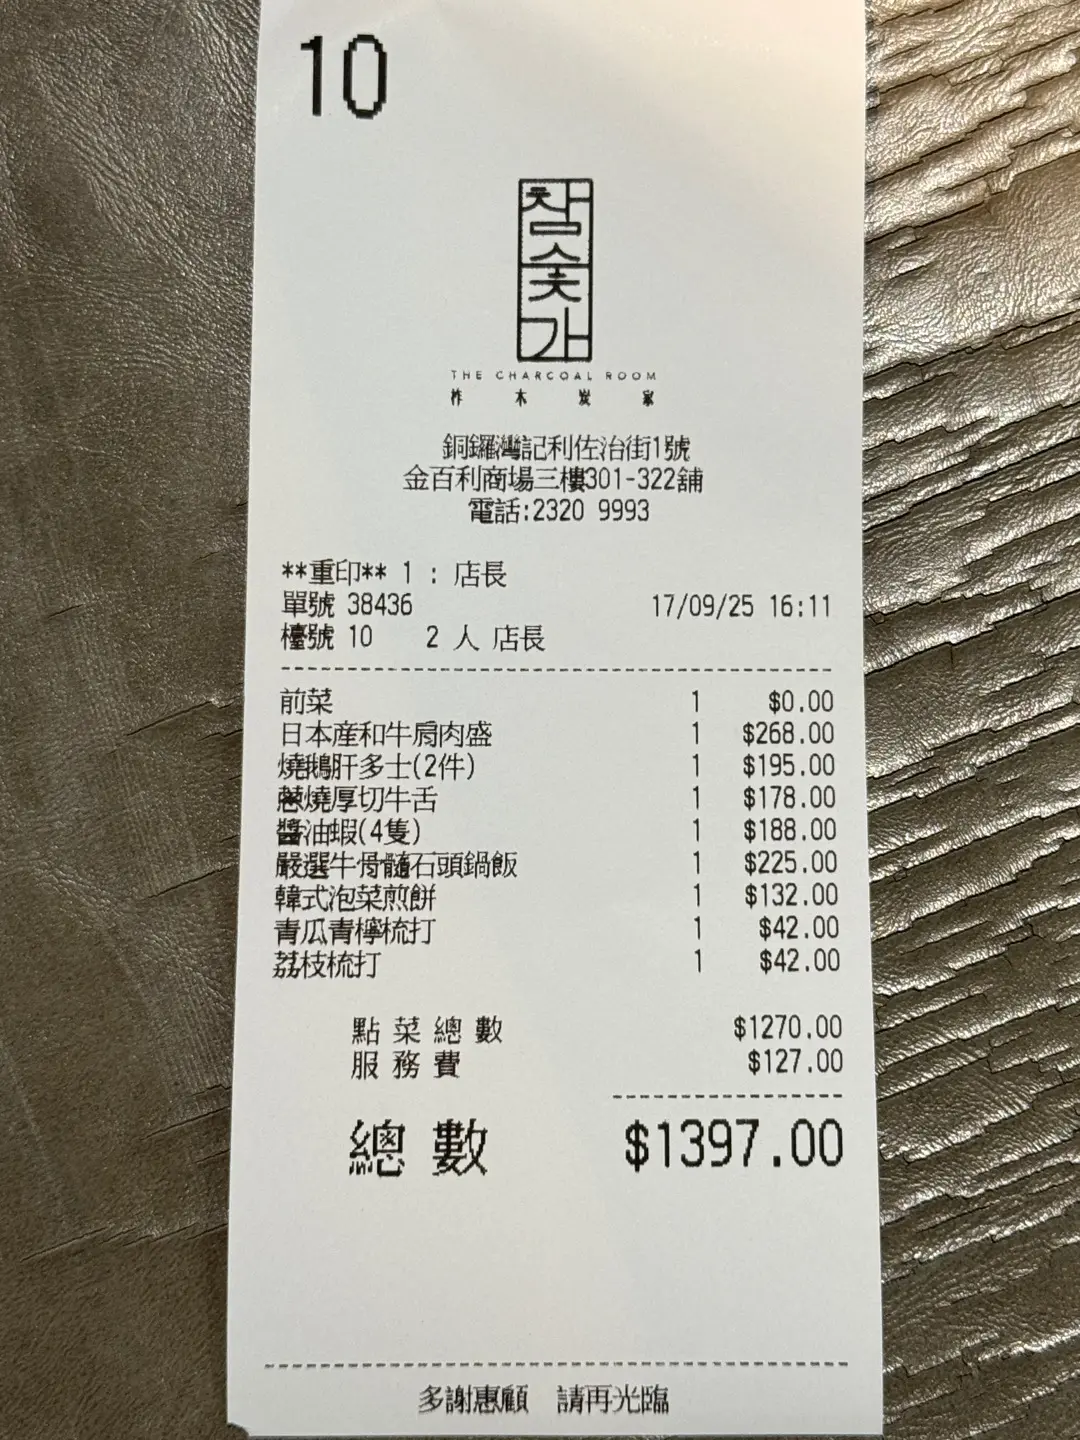 10
참숯가
THE CHARCOAL ROOM
柞木炭家
銅鑼灣記利佐治街1號
金百利商場三樓301-322舖
電話:2320 9993
**重印** 1 : 店長
單號 38436 17/09/25 16:11
檯號 10 2 人 店長
前菜 1 $0.00
日本産和牛肩肉盛 1 $268.00
燒鵝肝多士(2件) 1 $195.00
蔥燒厚切牛舌 1 $178.00
醬油蝦(4隻) 1 $188.00
嚴選牛骨髓石頭鍋飯 1 $225.00
韓式泡菜煎餅 1 $132.00
青瓜青檸梳打 1 $42.00
荔枝梳打 1 $42.00
點菜總數 $1270.00
服務費 $127.00
總數 $1397.00
多謝惠顧 請再光臨